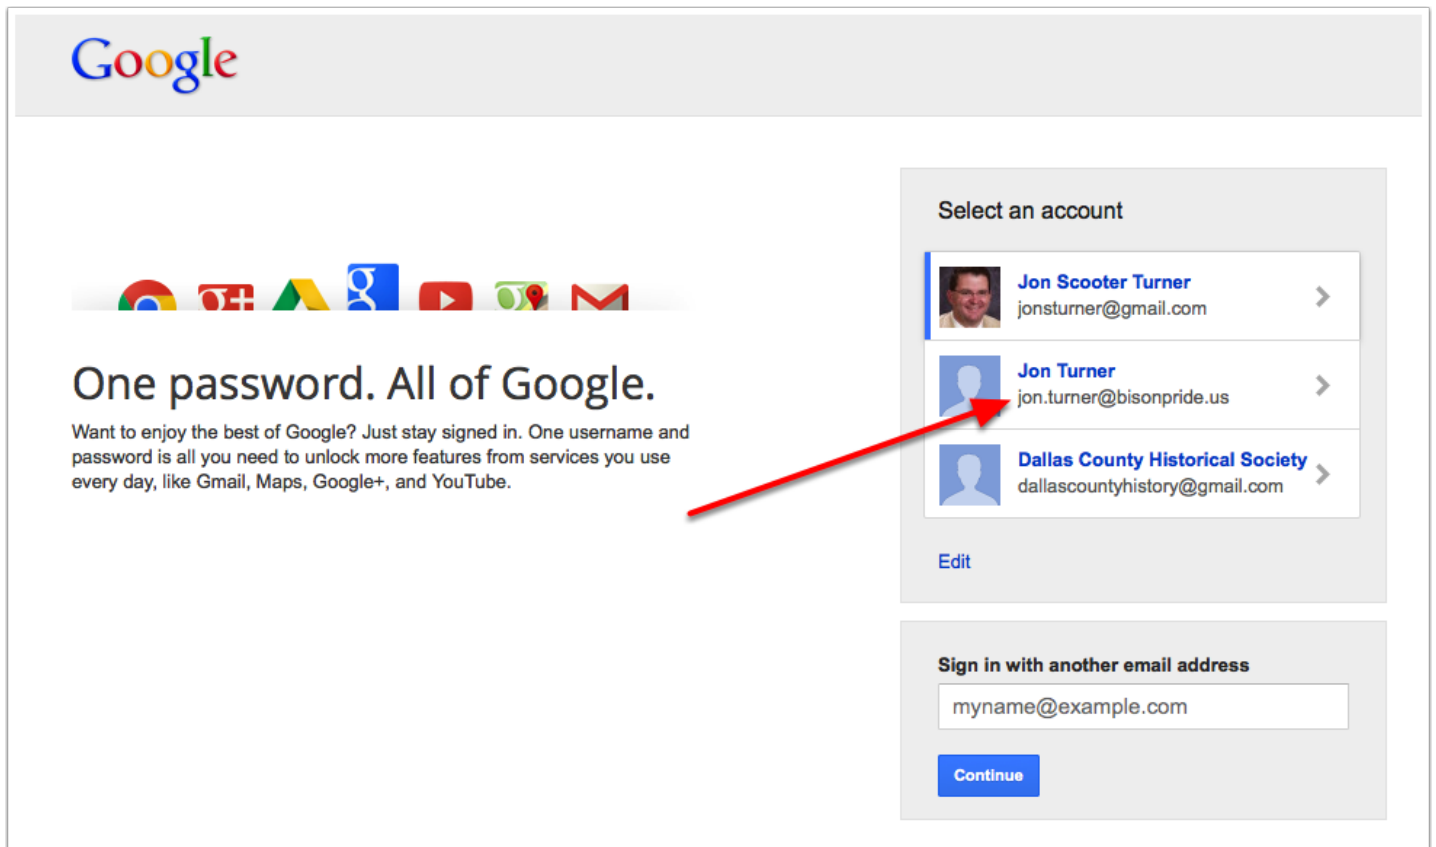 Google
Select an account
Jon Scooter Turner
jonsturner@gmail.com
Jon Turner
jon.turner@bisonpride.us
Dallas County Historical Society
dallascountyhistory@gmail.com
Edit
g+
g
g
One password. All of Google.
Want to enjoy the best of Google? Just stay signed in. One username and
password is all you need to unlock more features from services you use
every day, like Gmail, Maps, Google+, and YouTube.
Sign in with another email address
myname@example.com
Continue